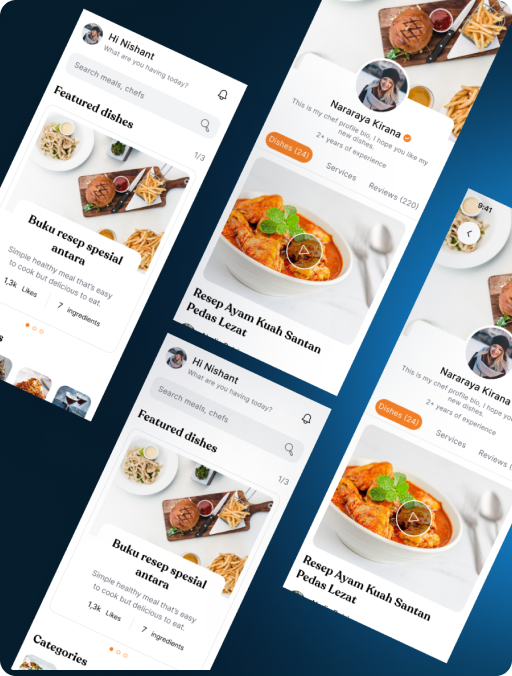 Hi Nishant
What are you having today?
Search meals, chefs
Featured dishes
1/3
Buku resep spesial
antara
Simple healthy meal that's easy
to cook but delicious to eat.
1,3k Likes
7 ingredients
Nararaya Kirana
This is my chef profile bio, I hope you like my
new dishes.
2+ years of experience
Dishes (24)
Services
Reviews (220)
Resep Ayam Kuah Santan
Pedas Lezat
Hi Nishant
What are you having today?
Search meals, chefs
Featured dishes
1/3
Buku resep spesial
antara
Simple healthy meal that's easy
to cook but delicious to eat.
1,3k Likes
7 ingredients
Categories
9:41
Nararaya Kirana
This is my chef profile bio, I hope you
new dishes.
2+ years of experience
Dishes (24)
Services
Reviews
Resep Ayam Kuah Santan
Pedas Lezat